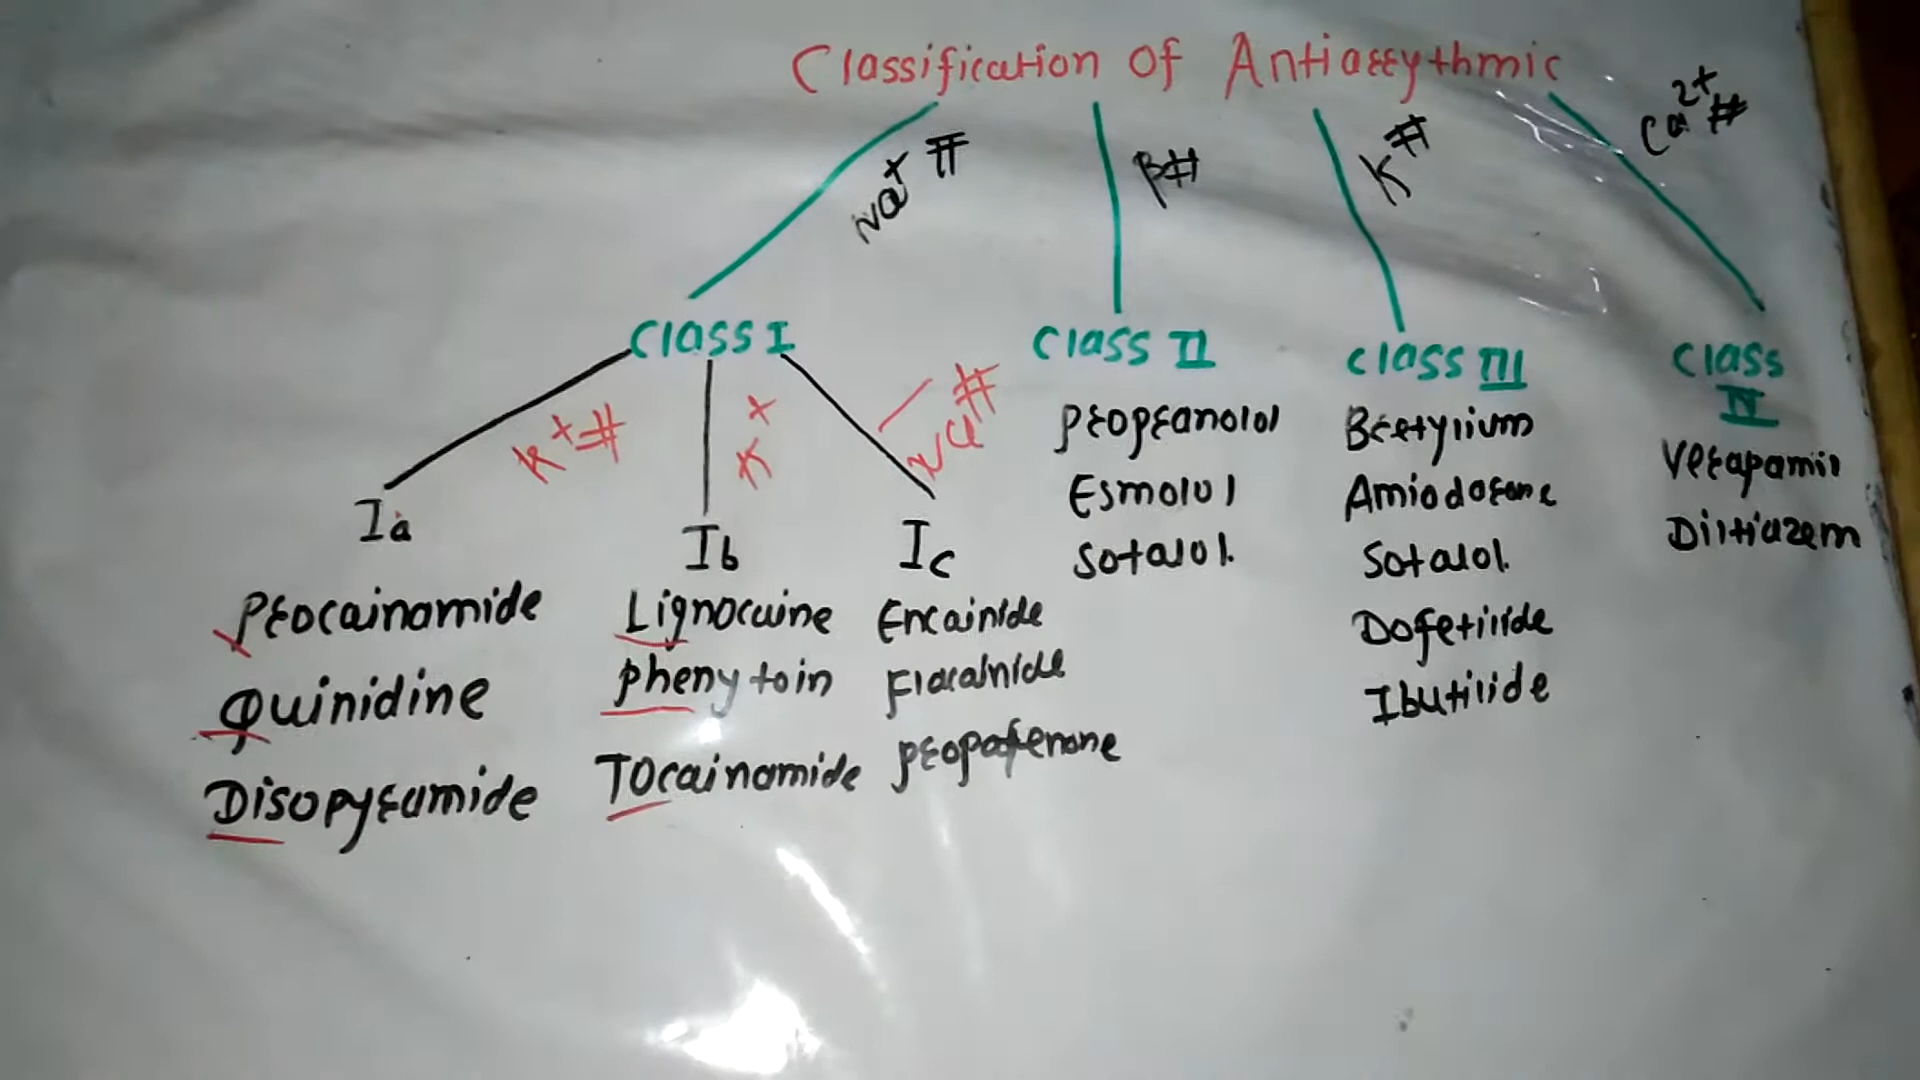 Classification of Antiarrythmic
Na+ #
β#
K#
Ca2+ #
Class I
Class II
Class III
Class IV
K+ #
K+
Na #
Ia
Procainamide
Quinidine
Disopyramide
Ib
Lignocaine
Phenytoin
Tocainamide
Ic
Encainide
Flacainide
Propafenone
Propranolol
Esmolol
Sotalol.
Bretylium
Amiodarone
Sotalol.
Dofetilide
Ibutilide
Verapamil
Diltiazem